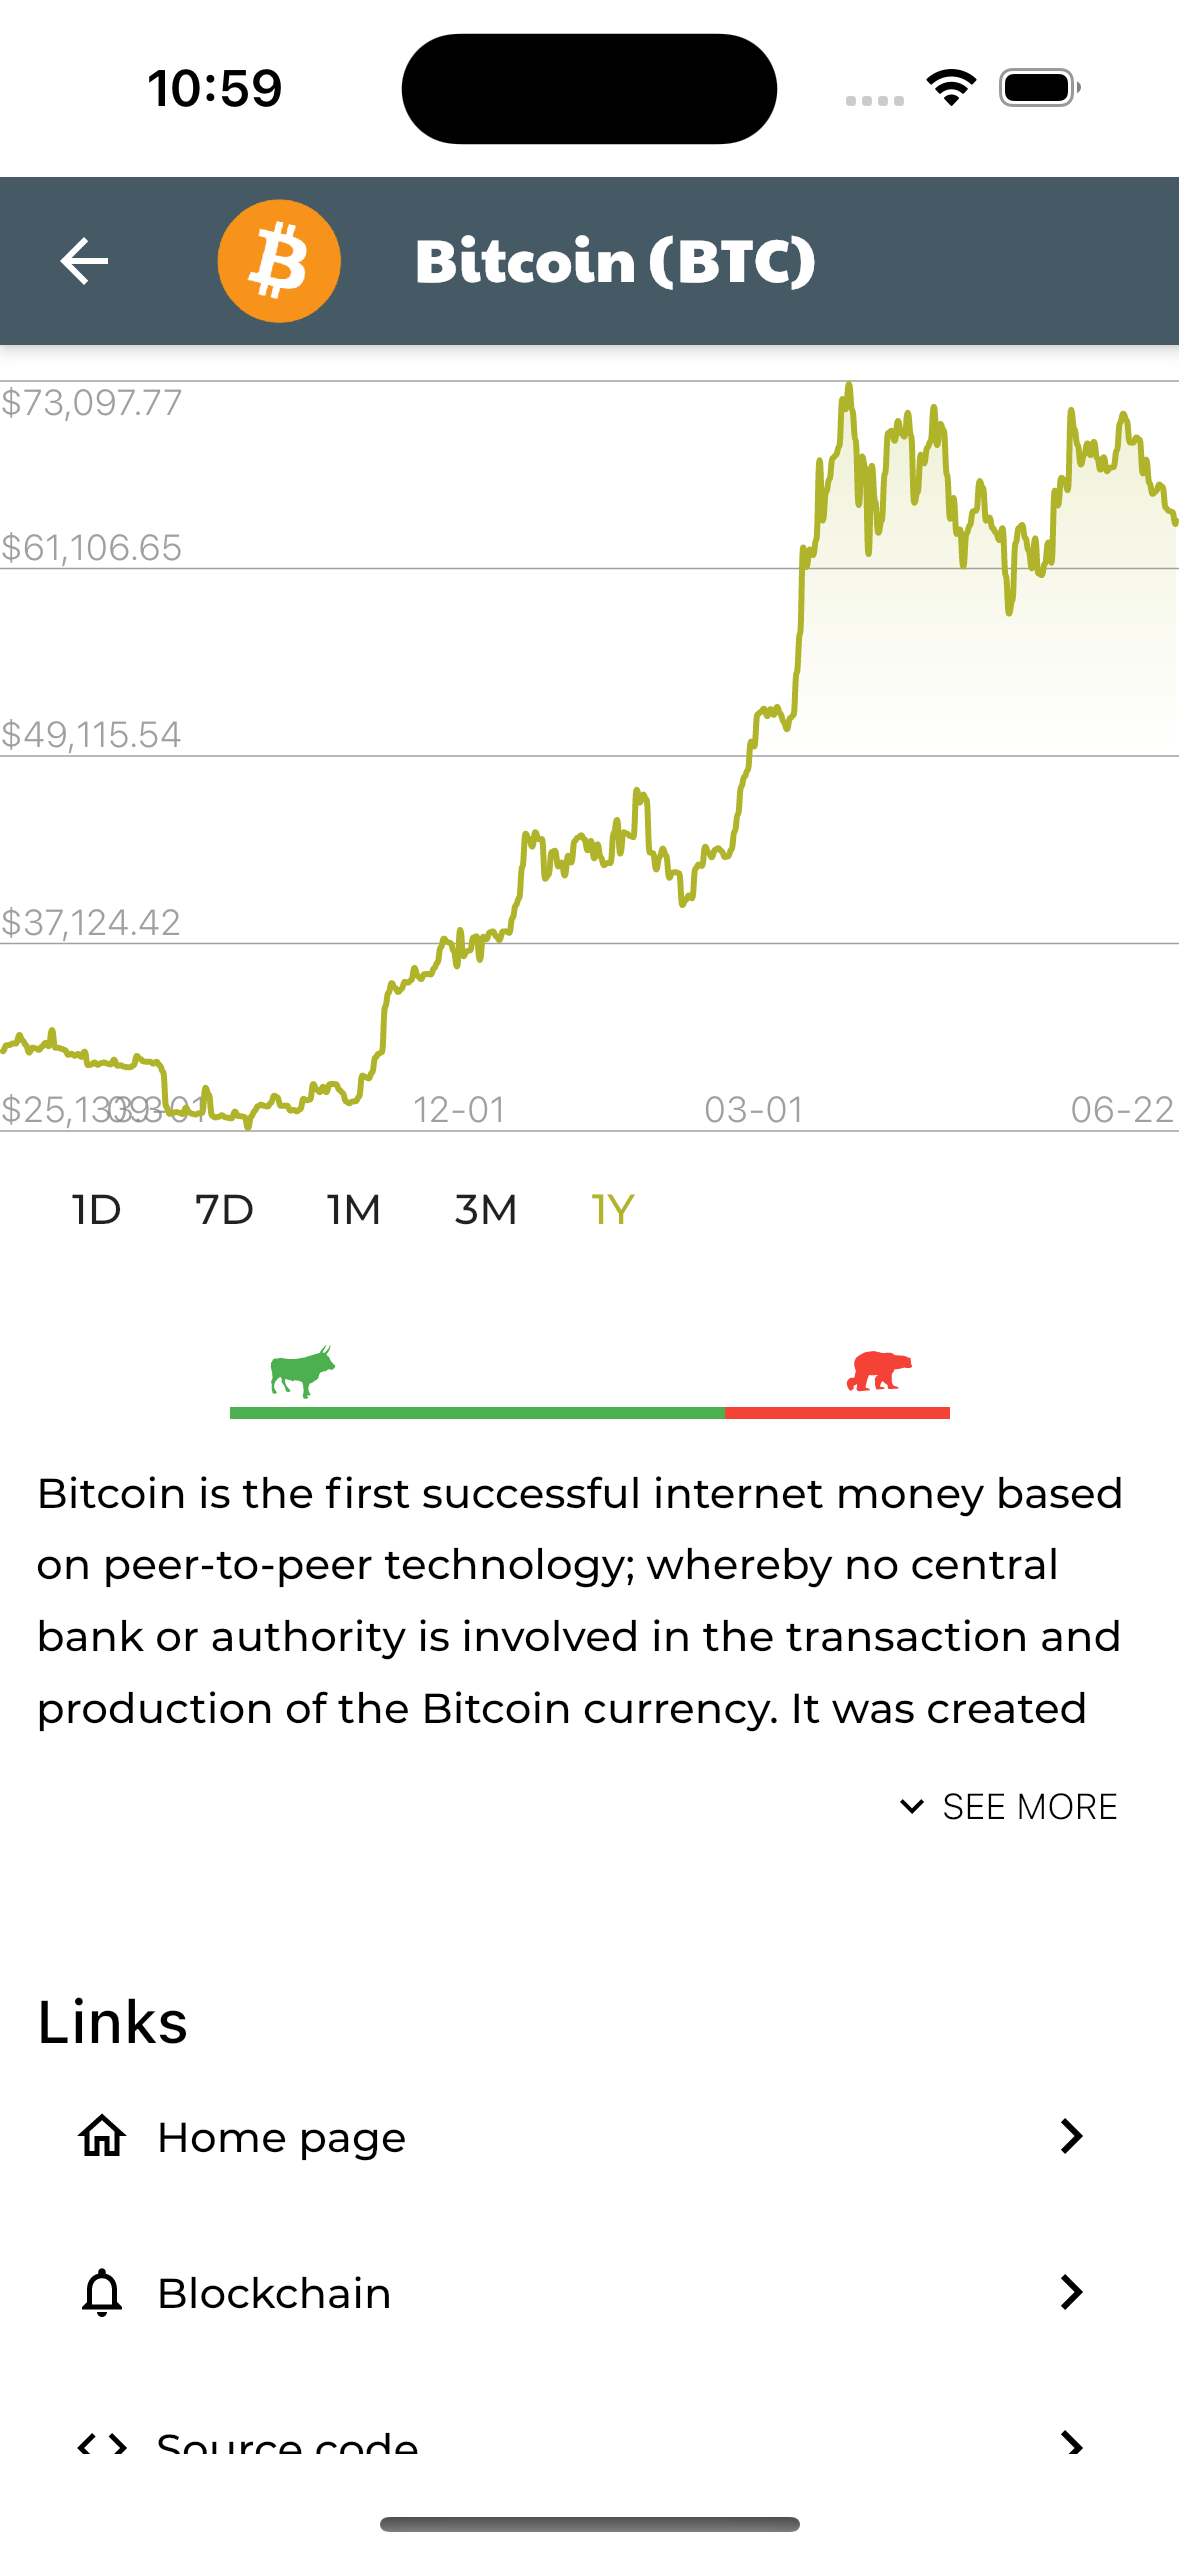 10:59
Bitcoin (BTC)
$73,097.77
$61,106.65
$49,115.54
$37,124.42
09-01 12-01 03-01 06-22
1D 7D 1M 3M 1Y
Bitcoin is the first successful internet money based
on peer-to-peer technology; whereby no central
bank or authority is involved in the transaction and
production of the Bitcoin currency. It was created
SEE MORE
Links
Home page
Blockchain
Source code